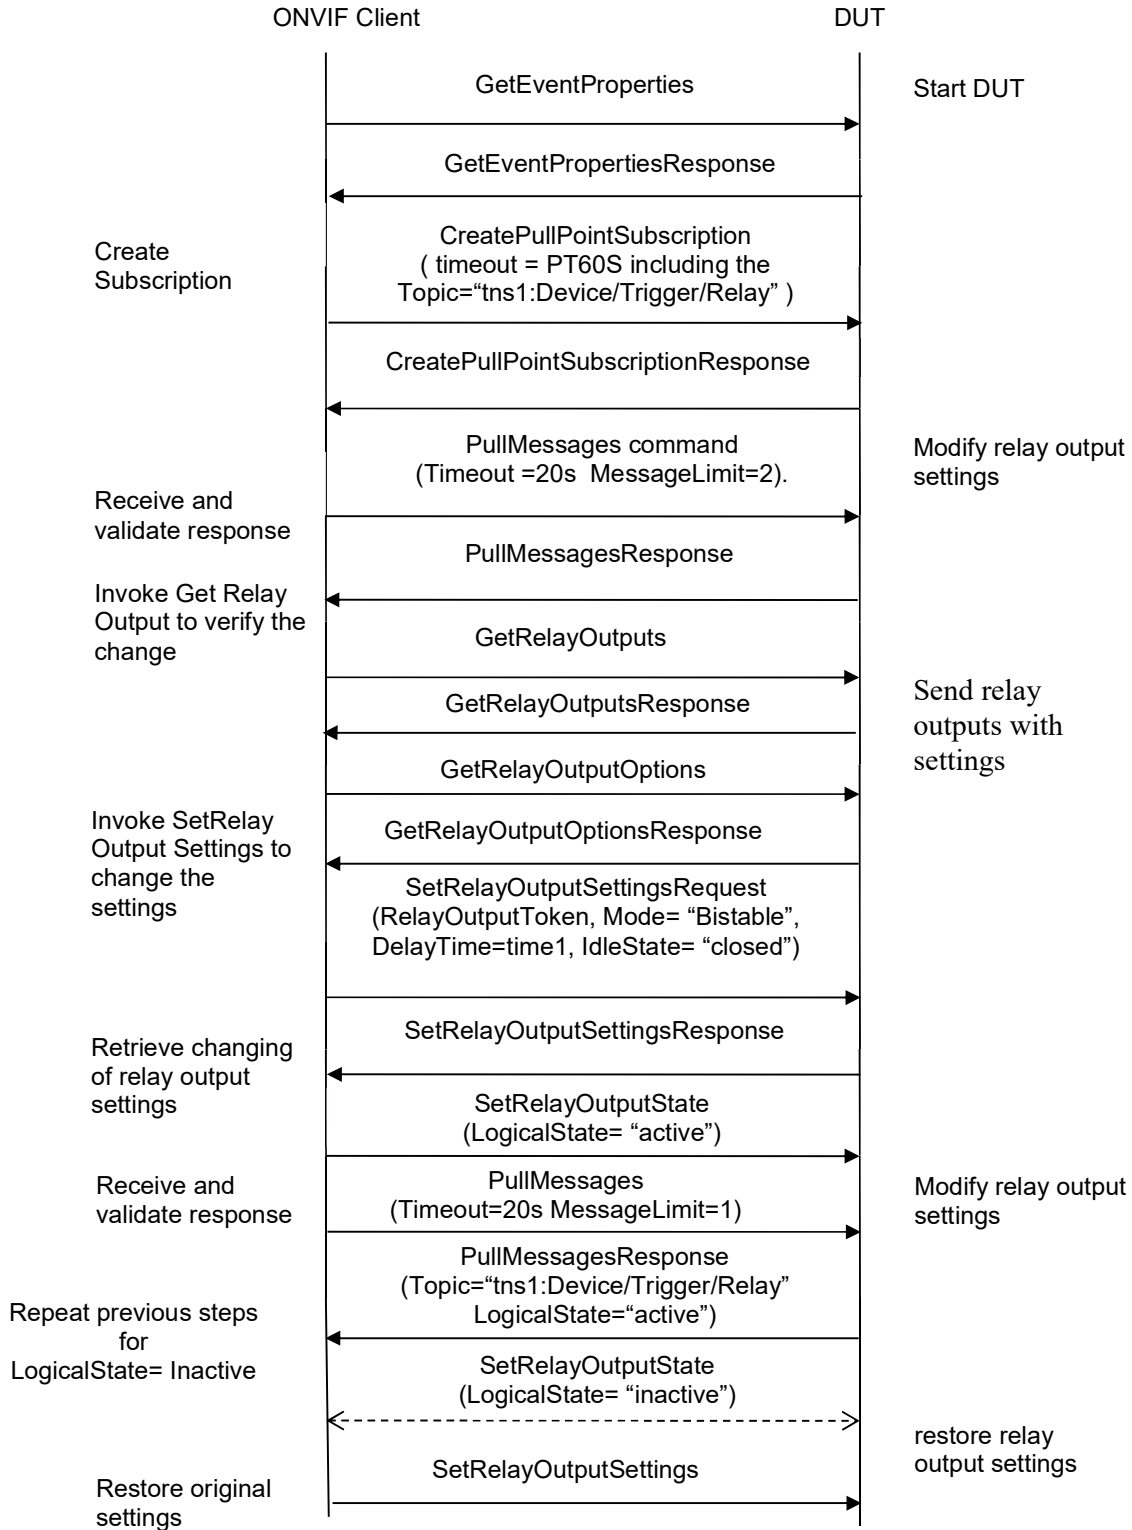 ONVIF Client
DUT
GetEventProperties
Start DUT
GetEventPropertiesResponse
Create
Subscription
CreatePullPointSubscription
( timeout = PT60S including the
Topic=“tns1:Device/Trigger/Relay” )
CreatePullPointSubscriptionResponse
PullMessages command
(Timeout =20s  MessageLimit=2).
Modify relay output
settings
Receive and
validate response
PullMessagesResponse
Invoke Get Relay
Output to verify the
change
GetRelayOutputs
GetRelayOutputsResponse
Send relay
outputs with
settings
GetRelayOutputOptions
Invoke SetRelay
Output Settings to
change the
settings
GetRelayOutputOptionsResponse
SetRelayOutputSettingsRequest
(RelayOutputToken, Mode= “Bistable”,
DelayTime=time1, IdleState= “closed”)
SetRelayOutputSettingsResponse
Retrieve changing
of relay output
settings
SetRelayOutputState
(LogicalState= “active”)
Receive and
validate response
PullMessages
(Timeout=20s MessageLimit=1)
Modify relay output
settings
PullMessagesResponse
(Topic=“tns1:Device/Trigger/Relay”
LogicalState=“active”)
Repeat previous steps
for
LogicalState= Inactive
SetRelayOutputState
(LogicalState= “inactive”)
restore relay
output settings
SetRelayOutputSettings
Restore original
settings